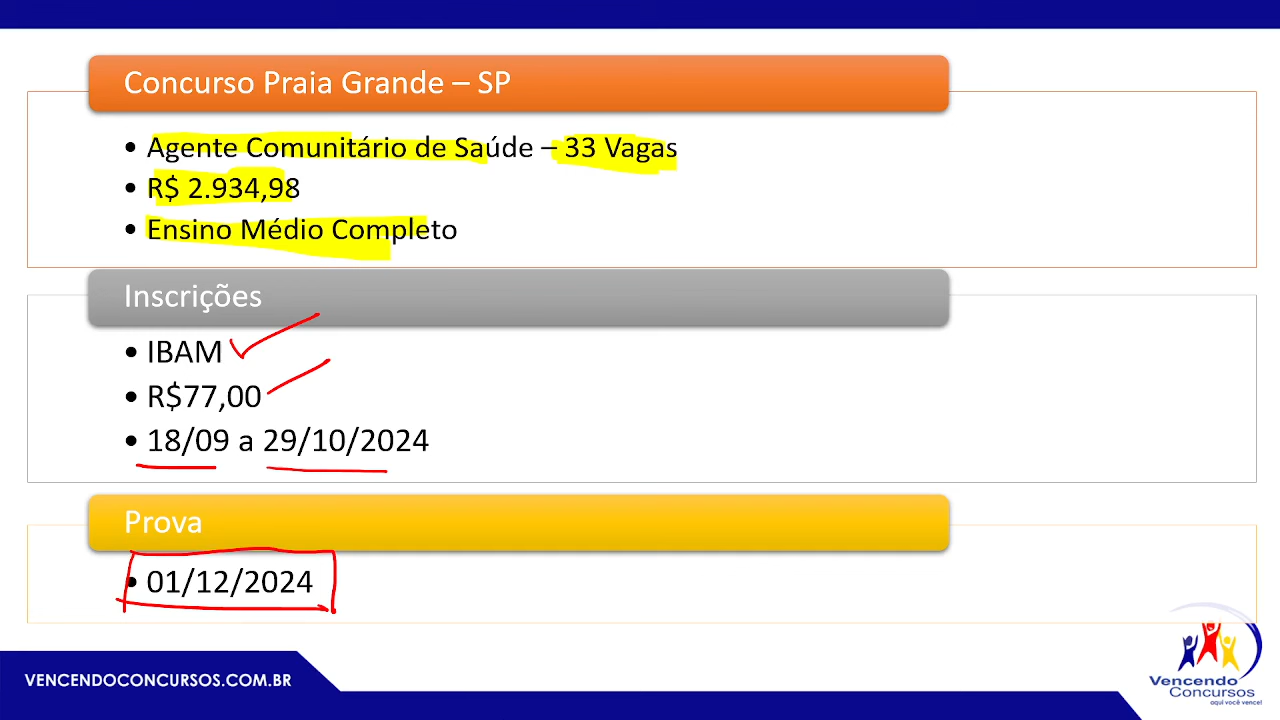 Concurso Praia Grande – SP
• Agente Comunitário de Saúde – 33 Vagas
• R$ 2.934,98
• Ensino Médio Completo
Inscrições
• IBAM
• R$77,00
• 18/09 a 29/10/2024
Prova
• 01/12/2024
VENCENDOCONCURSOS.COM.BR
Vencendo
Concursos
aqui você vence!